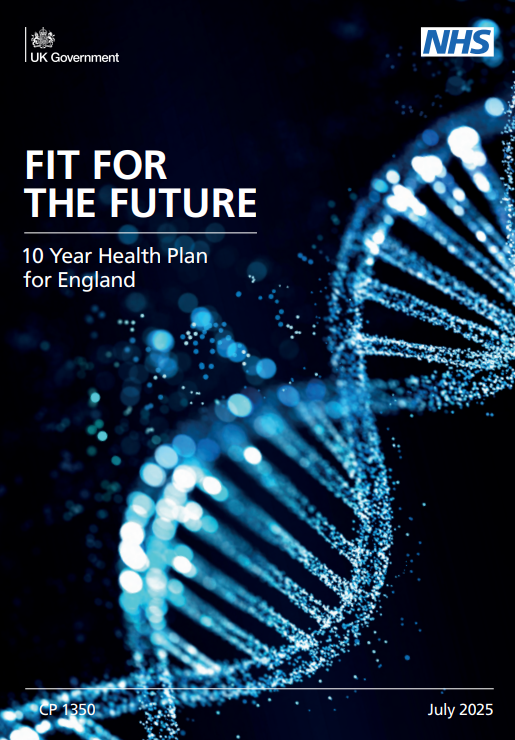 UK Government
NHS
FIT FOR
THE FUTURE
10 Year Health Plan
for England
CP 1350
July 2025